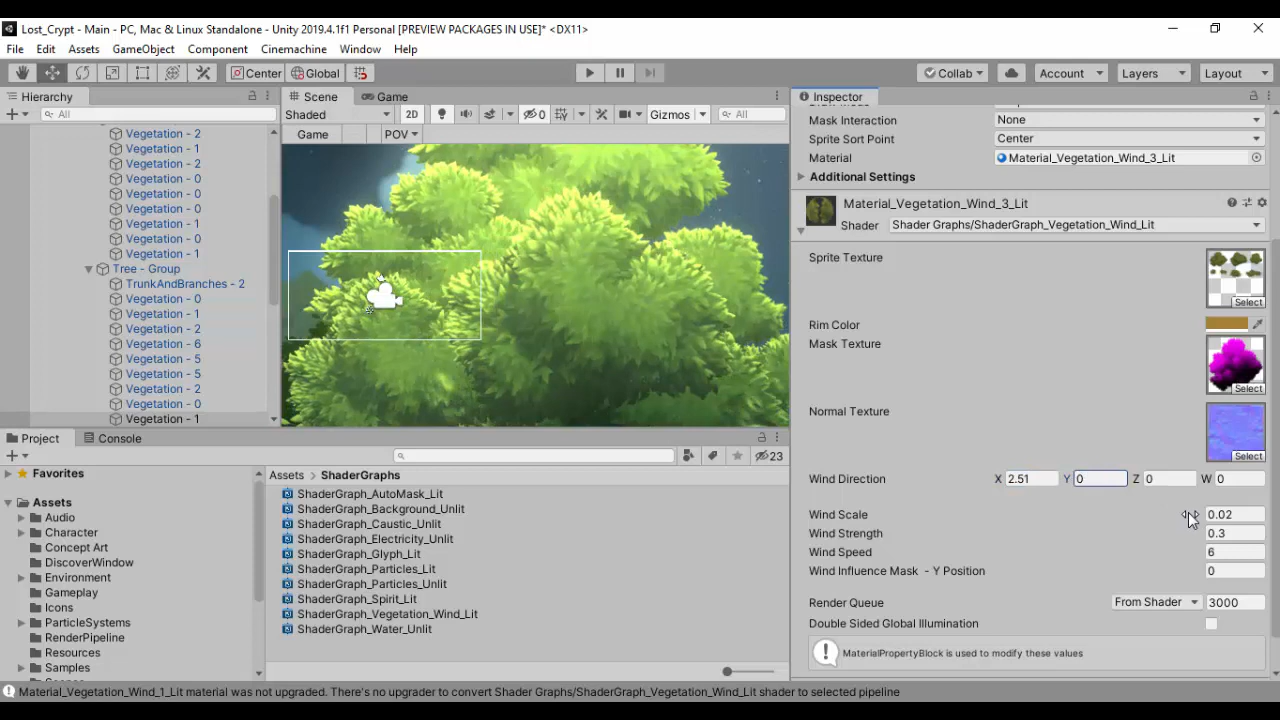 Lost_Crypt - Main - PC, Mac & Linux Standalone - Unity 2019.4.1f1 Personal [PREVIEW PACKAGES IN USE]* <DX11>
File Edit Assets GameObject Component Cinemachine Window Help
Center Global Collab Account Layers Layout
Hierarchy
All
Vegetation - 2
Vegetation - 1
Vegetation - 2
Vegetation - 0
Vegetation - 0
Vegetation - 0
Vegetation - 1
Vegetation - 0
Vegetation - 1
Tree - Group
TrunkAndBranches - 2
Vegetation - 0
Vegetation - 1
Vegetation - 2
Vegetation - 6
Vegetation - 5
Vegetation - 5
Vegetation - 2
Vegetation - 0
Vegetation - 1
Scene Game
Shaded 2D 0 Gizmos All
Game POV
Project Console
23
Favorites
Assets
Audio
Character
Concept Art
DiscoverWindow
Environment
Gameplay
Icons
ParticleSystems
RenderPipeline
Resources
Samples
Assets > ShaderGraphs
ShaderGraph_AutoMask_Lit
ShaderGraph_Background_Unlit
ShaderGraph_Caustic_Unlit
ShaderGraph_Electricity_Unlit
ShaderGraph_Glyph_Lit
ShaderGraph_Particles_Lit
ShaderGraph_Particles_Unlit
ShaderGraph_Spirit_Lit
ShaderGraph_Vegetation_Wind_Lit
ShaderGraph_Water_Unlit
Inspector
Mask Interaction None
Sprite Sort Point Center
Material Material_Vegetation_Wind_3_Lit
Additional Settings
Material_Vegetation_Wind_3_Lit
Shader Shader Graphs/ShaderGraph_Vegetation_Wind_Lit
Sprite Texture
Select
Rim Color
Mask Texture
Select
Normal Texture
Select
Wind Direction X 2.51 Y 0 Z 0 W 0
Wind Scale 0.02
Wind Strength 0.3
Wind Speed 6
Wind Influence Mask - Y Position 0
Render Queue From Shader 3000
Double Sided Global Illumination
MaterialPropertyBlock is used to modify these values
Material_Vegetation_Wind_1_Lit material was not upgraded. There's no upgrader to convert Shader Graphs/ShaderGraph_Vegetation_Wind_Lit shader to selected pipeline